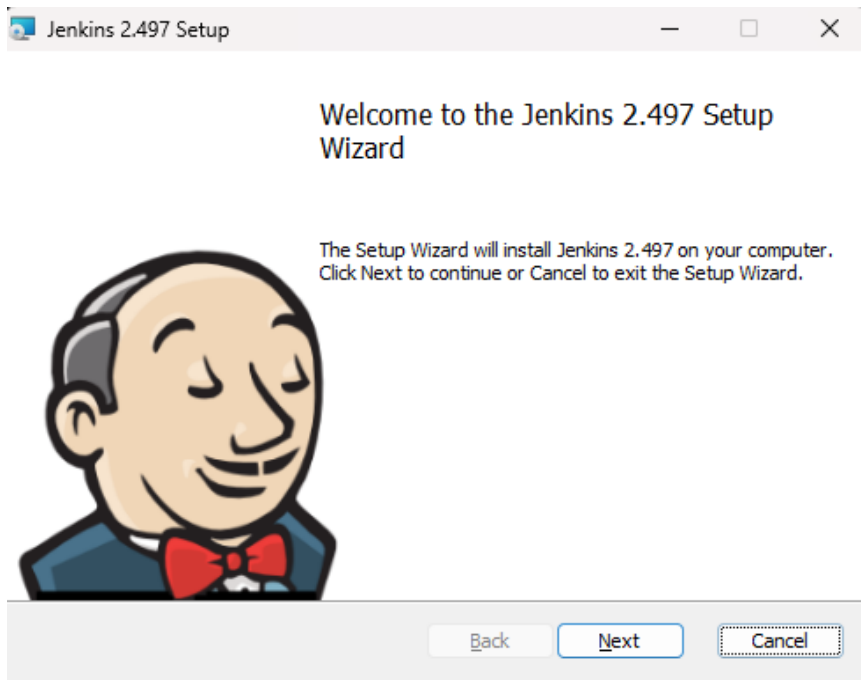 Jenkins 2.497 Setup
Welcome to the Jenkins 2.497 Setup
Wizard
The Setup Wizard will install Jenkins 2.497 on your computer.
Click Next to continue or Cancel to exit the Setup Wizard.
Back
Next
Cancel